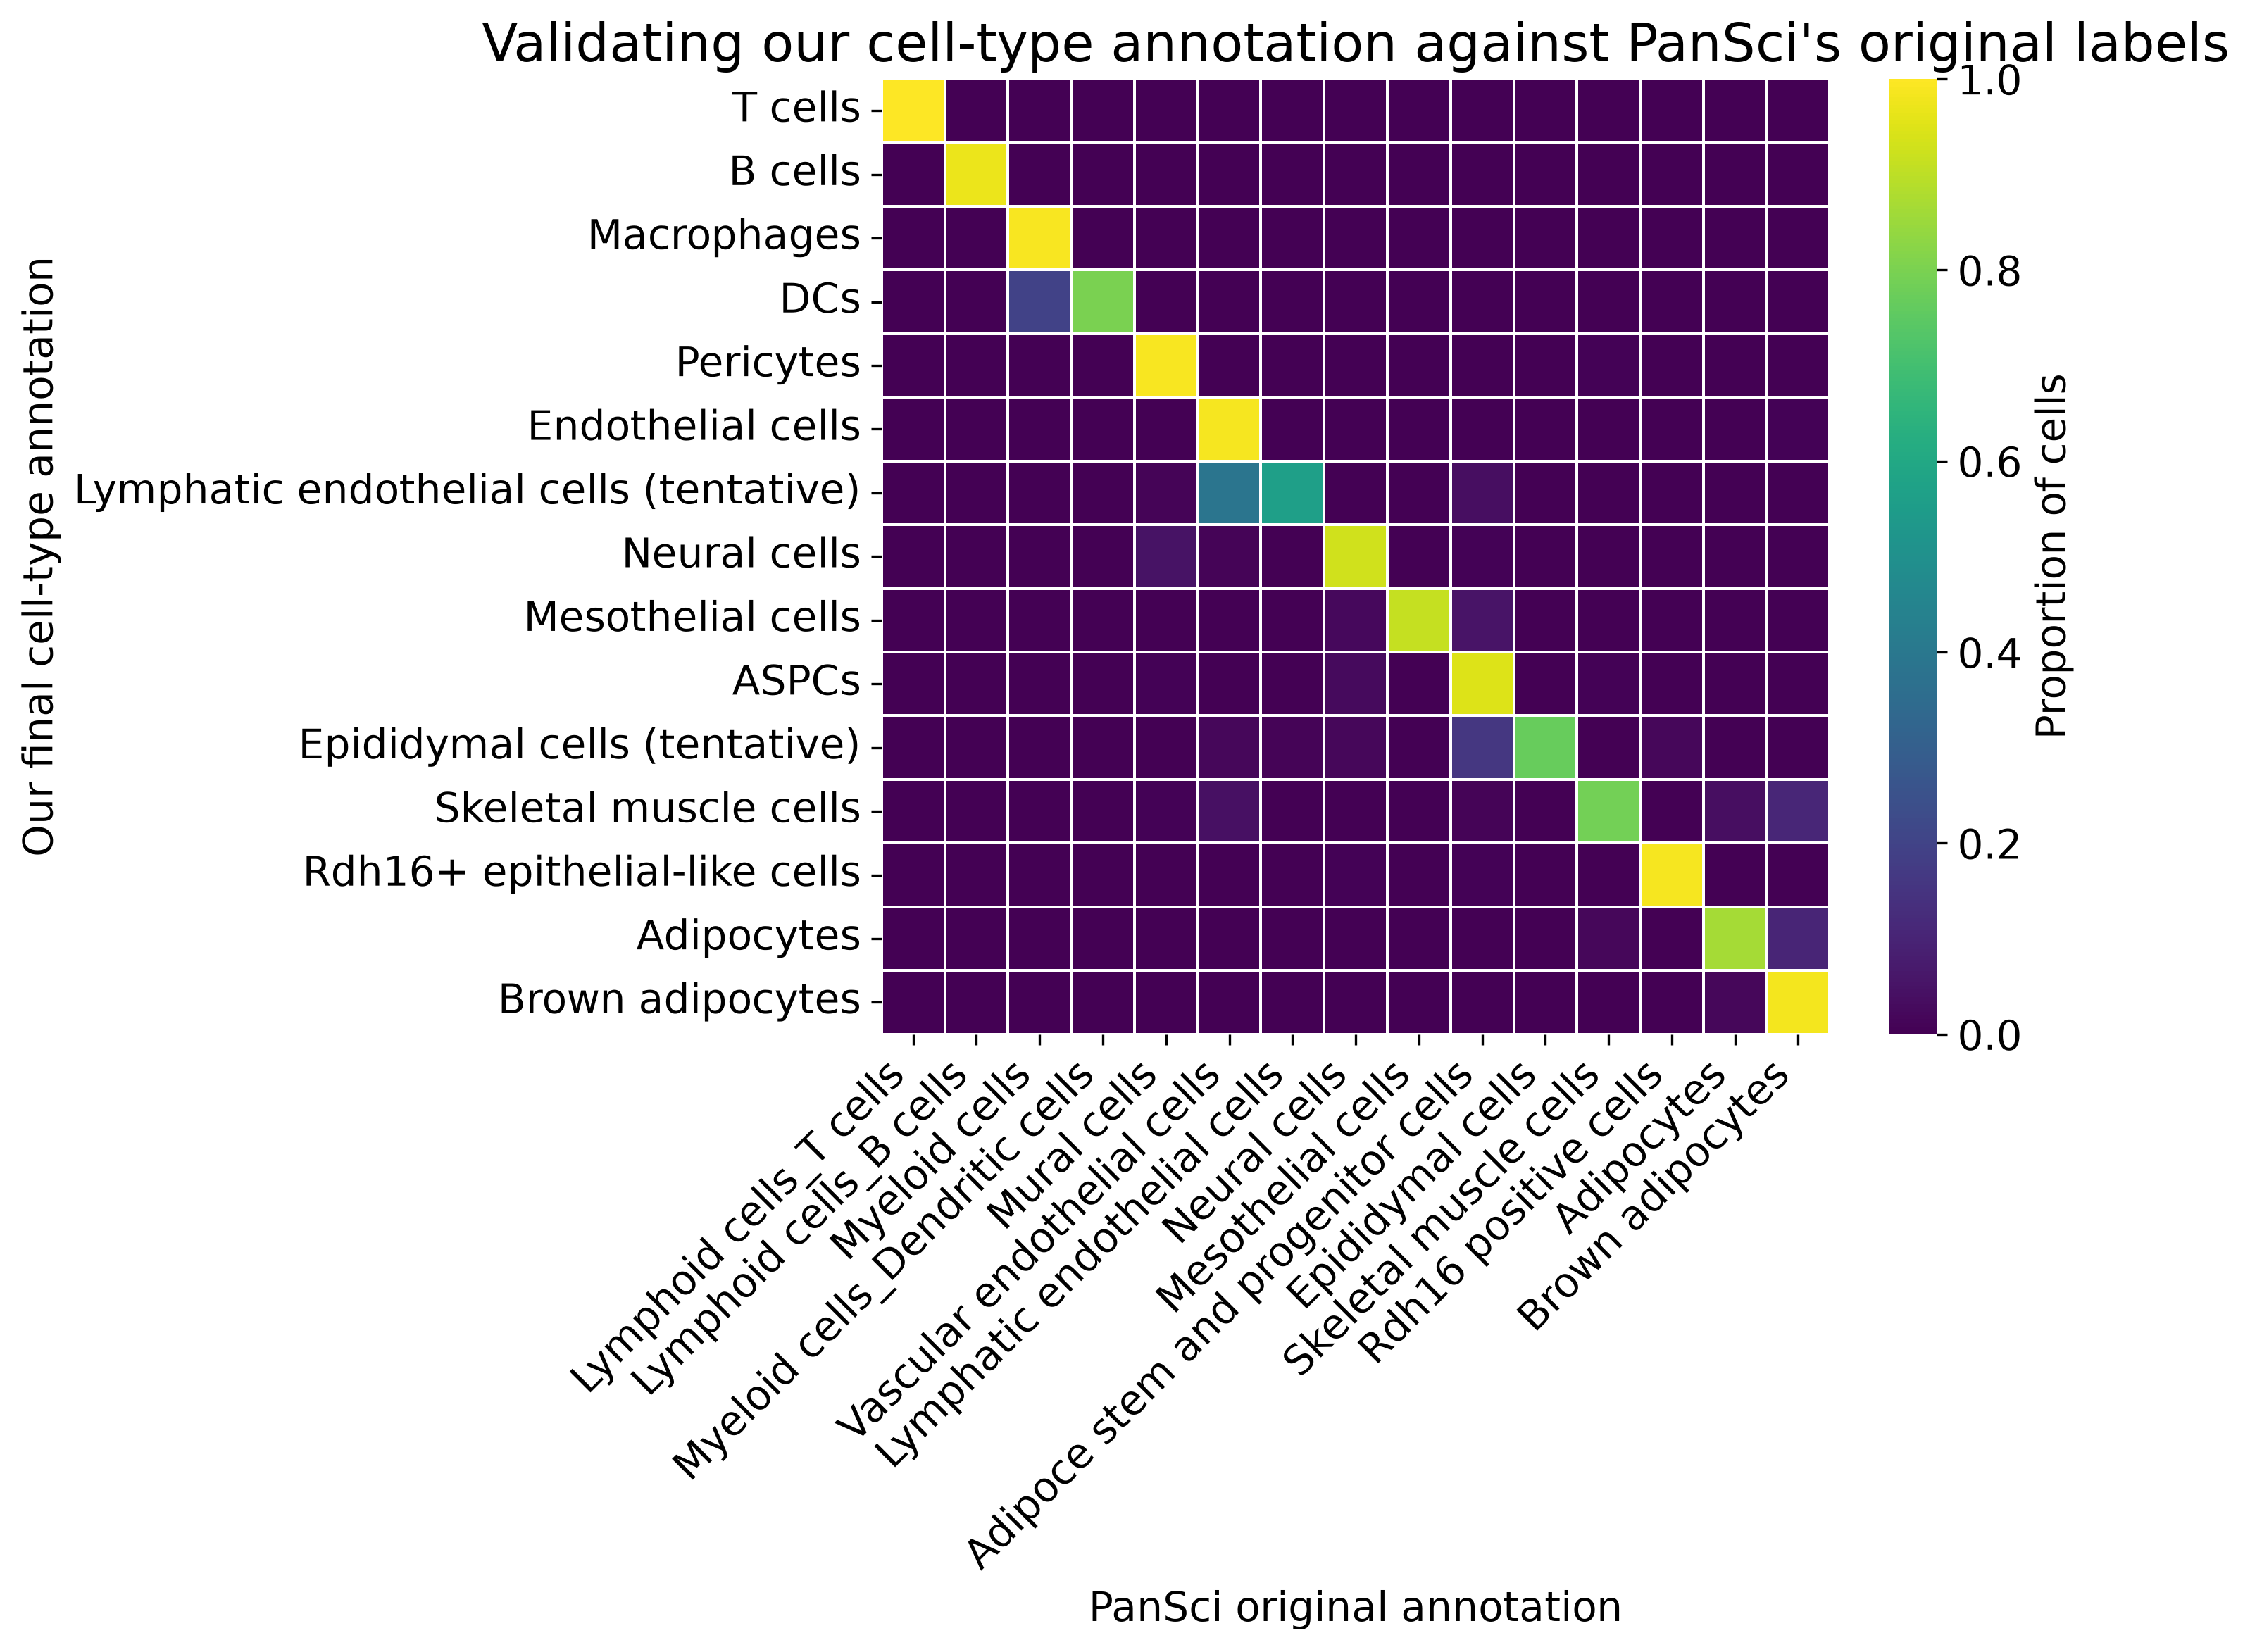 Validating our cell-type annotation against PanSci's original labels
Our final cell-type annotation
T cells
B cells
Macrophages
DCs
Pericytes
Endothelial cells
Lymphatic endothelial cells (tentative)
Neural cells
Mesothelial cells
ASPCs
Epididymal cells (tentative)
Skeletal muscle cells
Rdh16+ epithelial-like cells
Adipocytes
Brown adipocytes
Lymphoid cells_T cells
Lymphoid cells_B cells
Myeloid cells
Myeloid cells_Dendritic cells
Mural cells
Vascular endothelial cells
Lymphatic endothelial cells
Neural cells
Mesothelial cells
Adipoce stem and progenitor cells
Epididymal cells
Skeletal muscle cells
Rdh16 positive cells
Adipocytes
Brown adipocytes
PanSci original annotation
1.0
0.8
0.6
0.4
0.2
0.0
Proportion of cells